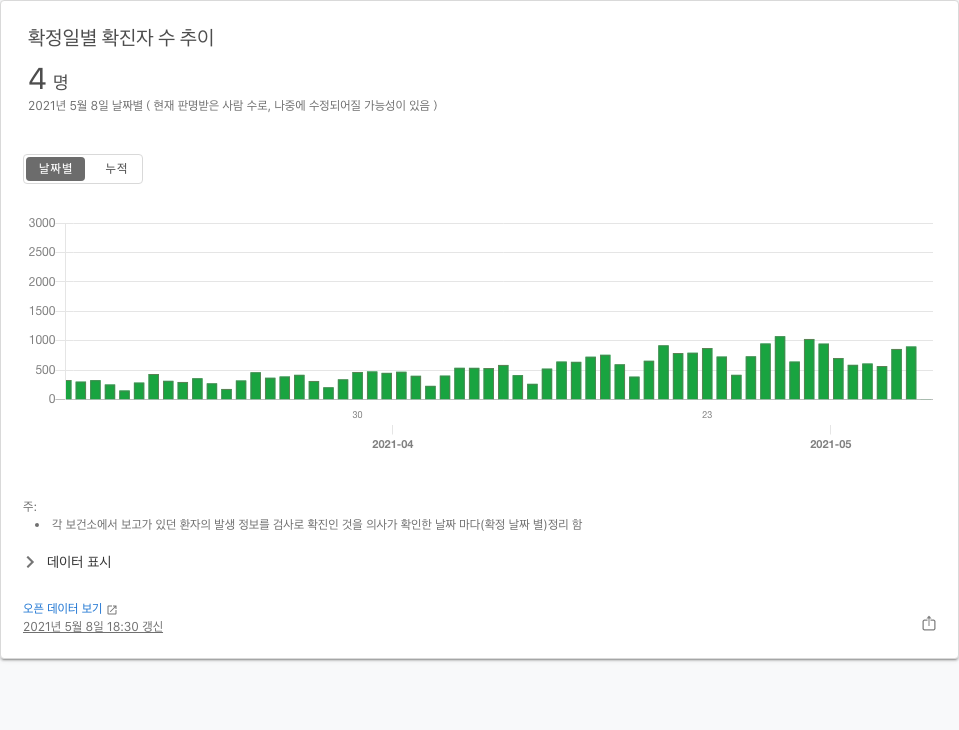 확정일별 확진자 수 추이
4 명
2021년 5월 8일 날짜별 ( 현재 판명받은 사람 수로, 나중에 수정되어질 가능성이 있음 )
날짜별 누적
3000
2500
2000
1500
1000
500
0
30 23
2021-04 2021-05
주:
• 각 보건소에서 보고가 있던 환자의 발생 정보를 검사로 확진인 것을 의사가 확인한 날짜 마다(확정 날짜 별)정리 함
데이터 표시
오픈 데이터 보기
2021년 5월 8일 18:30 갱신